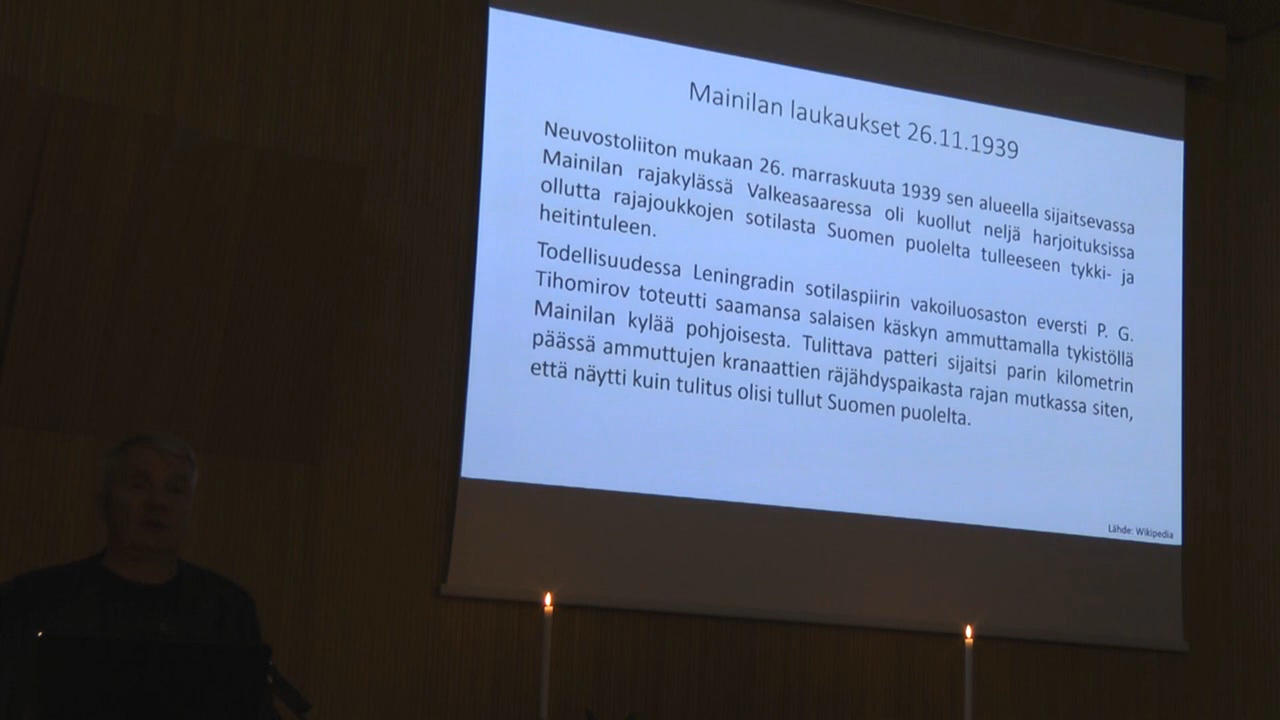 Mainilan laukaukset 26.11.1939
Neuvostoliiton mukaan 26. marraskuuta 1939 sen alueella sijaitsevassa
Mainilan rajakylässä Valkeasaaressa oli kuollut neljä harjoituksissa
ollutta rajajoukkojen sotilasta Suomen puolelta tulleeseen tykki- ja
heitintuleen.
Todellisuudessa Leningradin sotilaspiirin vakoiluosaston eversti P. G.
Tihomirov toteutti saamansa salaisen käskyn ammuttamalla tykistöllä
Mainilan kylää pohjoisesta. Tulittava patteri sijaitsi parin kilometrin
päässä ammuttujen kranaattien räjähdyspaikasta rajan mutkassa siten,
että näytti kuin tulitus olisi tullut Suomen puolelta.
Lähde: Wikipedia